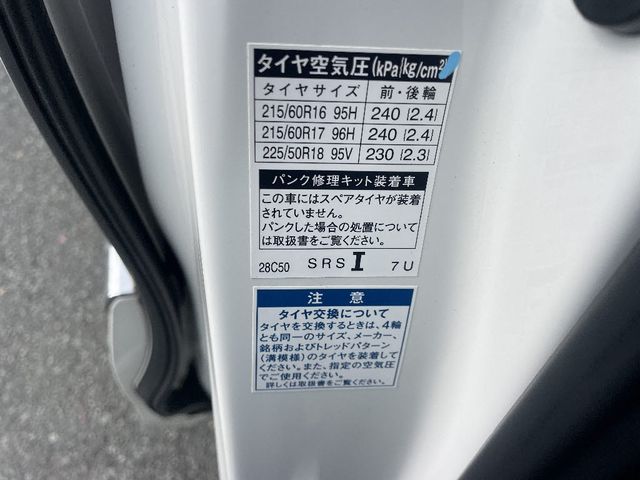 タイヤ空気圧(kPa{kg/cm²})
タイヤサイズ 前・後輪
215/60R16 95H 240 {2.4}
215/60R17 96H 240 {2.4}
225/50R18 95V 230 {2.3}
パンク修理キット装着車
この車にはスペアタイヤが装着
されていません。
パンクした場合の処置について
は取扱書をご覧ください。
28C50 SRS I 7U
注意
タイヤ交換について
タイヤを交換するときは、4輪
とも同一のサイズ、メーカー、
銘柄およびトレッドパターン
(溝模様)のタイヤを装着して
ください。また、指定の空気圧
でご使用ください。
詳しくは取扱書をご覧ください。